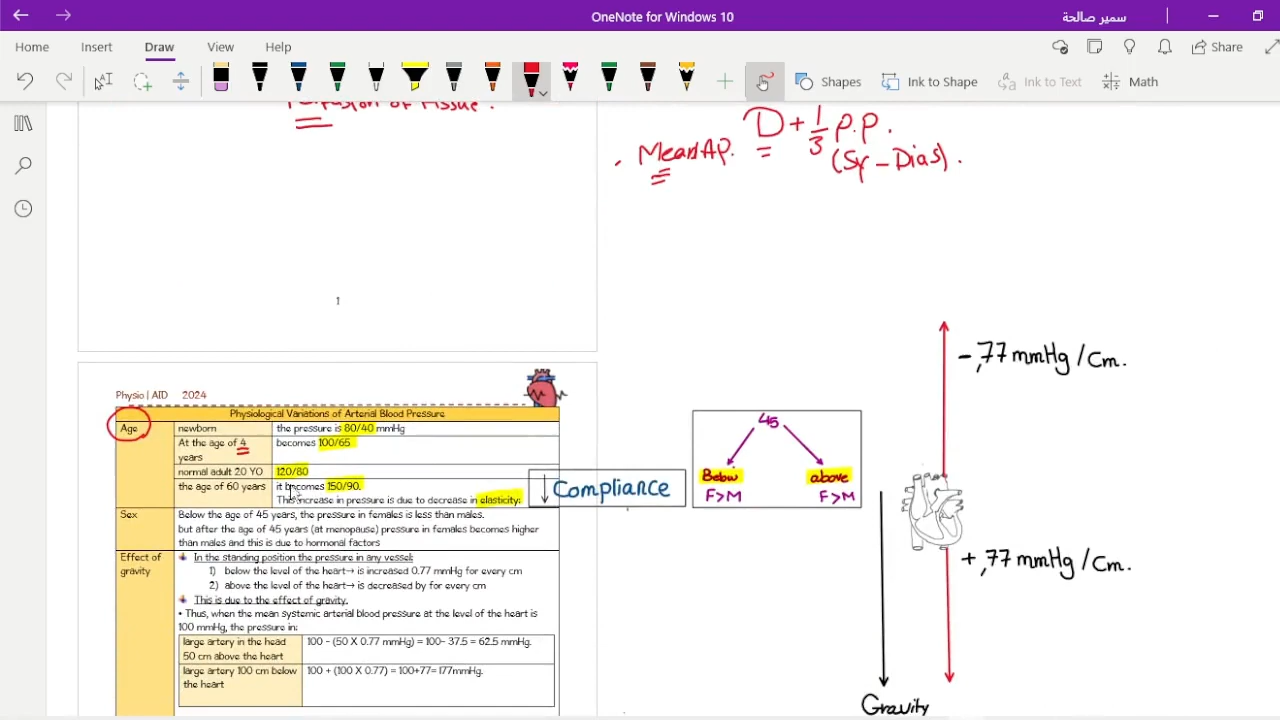 OneNote for Windows 10
سمير صالحة
Home Insert Draw View Help
Share
Shapes
Ink to Shape
Ink to Text
Math
of Tissue.
D + 1/3 P.P.
. Mean AP.
(Sy - Dias).
1
Physio | AID 2024
Physiological Variations of Arterial Blood Pressure
Age
newborn
the pressure is 80/40 mmHg
At the age of 4
years
becomes 100/65
normal adult 20 YO
120/80
the age of 60 years
it becomes 150/90.
increase in pressure is due to decrease in elasticity.
Sex
Below the age of 45 years, the pressure in females is less than males.
but after the age of 45 years (at menopause) pressure in females becomes higher
than males and this is due to hormonal factors
Effect of
gravity
In the standing position the pressure in any vessel:
1) below the level of the heart→ is increased 0.77 mmHg for every cm
2) above the level of the heart→ is decreased by for every cm
This is due to the effect of gravity.
• Thus, when the mean systemic arterial blood pressure at the level of the heart is
100 mmHg, the pressure in:
large artery in the head
50 cm above the heart
100 - (50 X 0.77 mmHg) = 100- 37.5 = 62.5 mmHg.
large artery 100 cm below
the heart
100 + (100 X 0.77) = 100+77= 177mmHg.
↓ Compliance
45
Below
F>M
above
F>M
-,77 mmHg/Cm.
+,77 mmHg/Cm.
Gravity